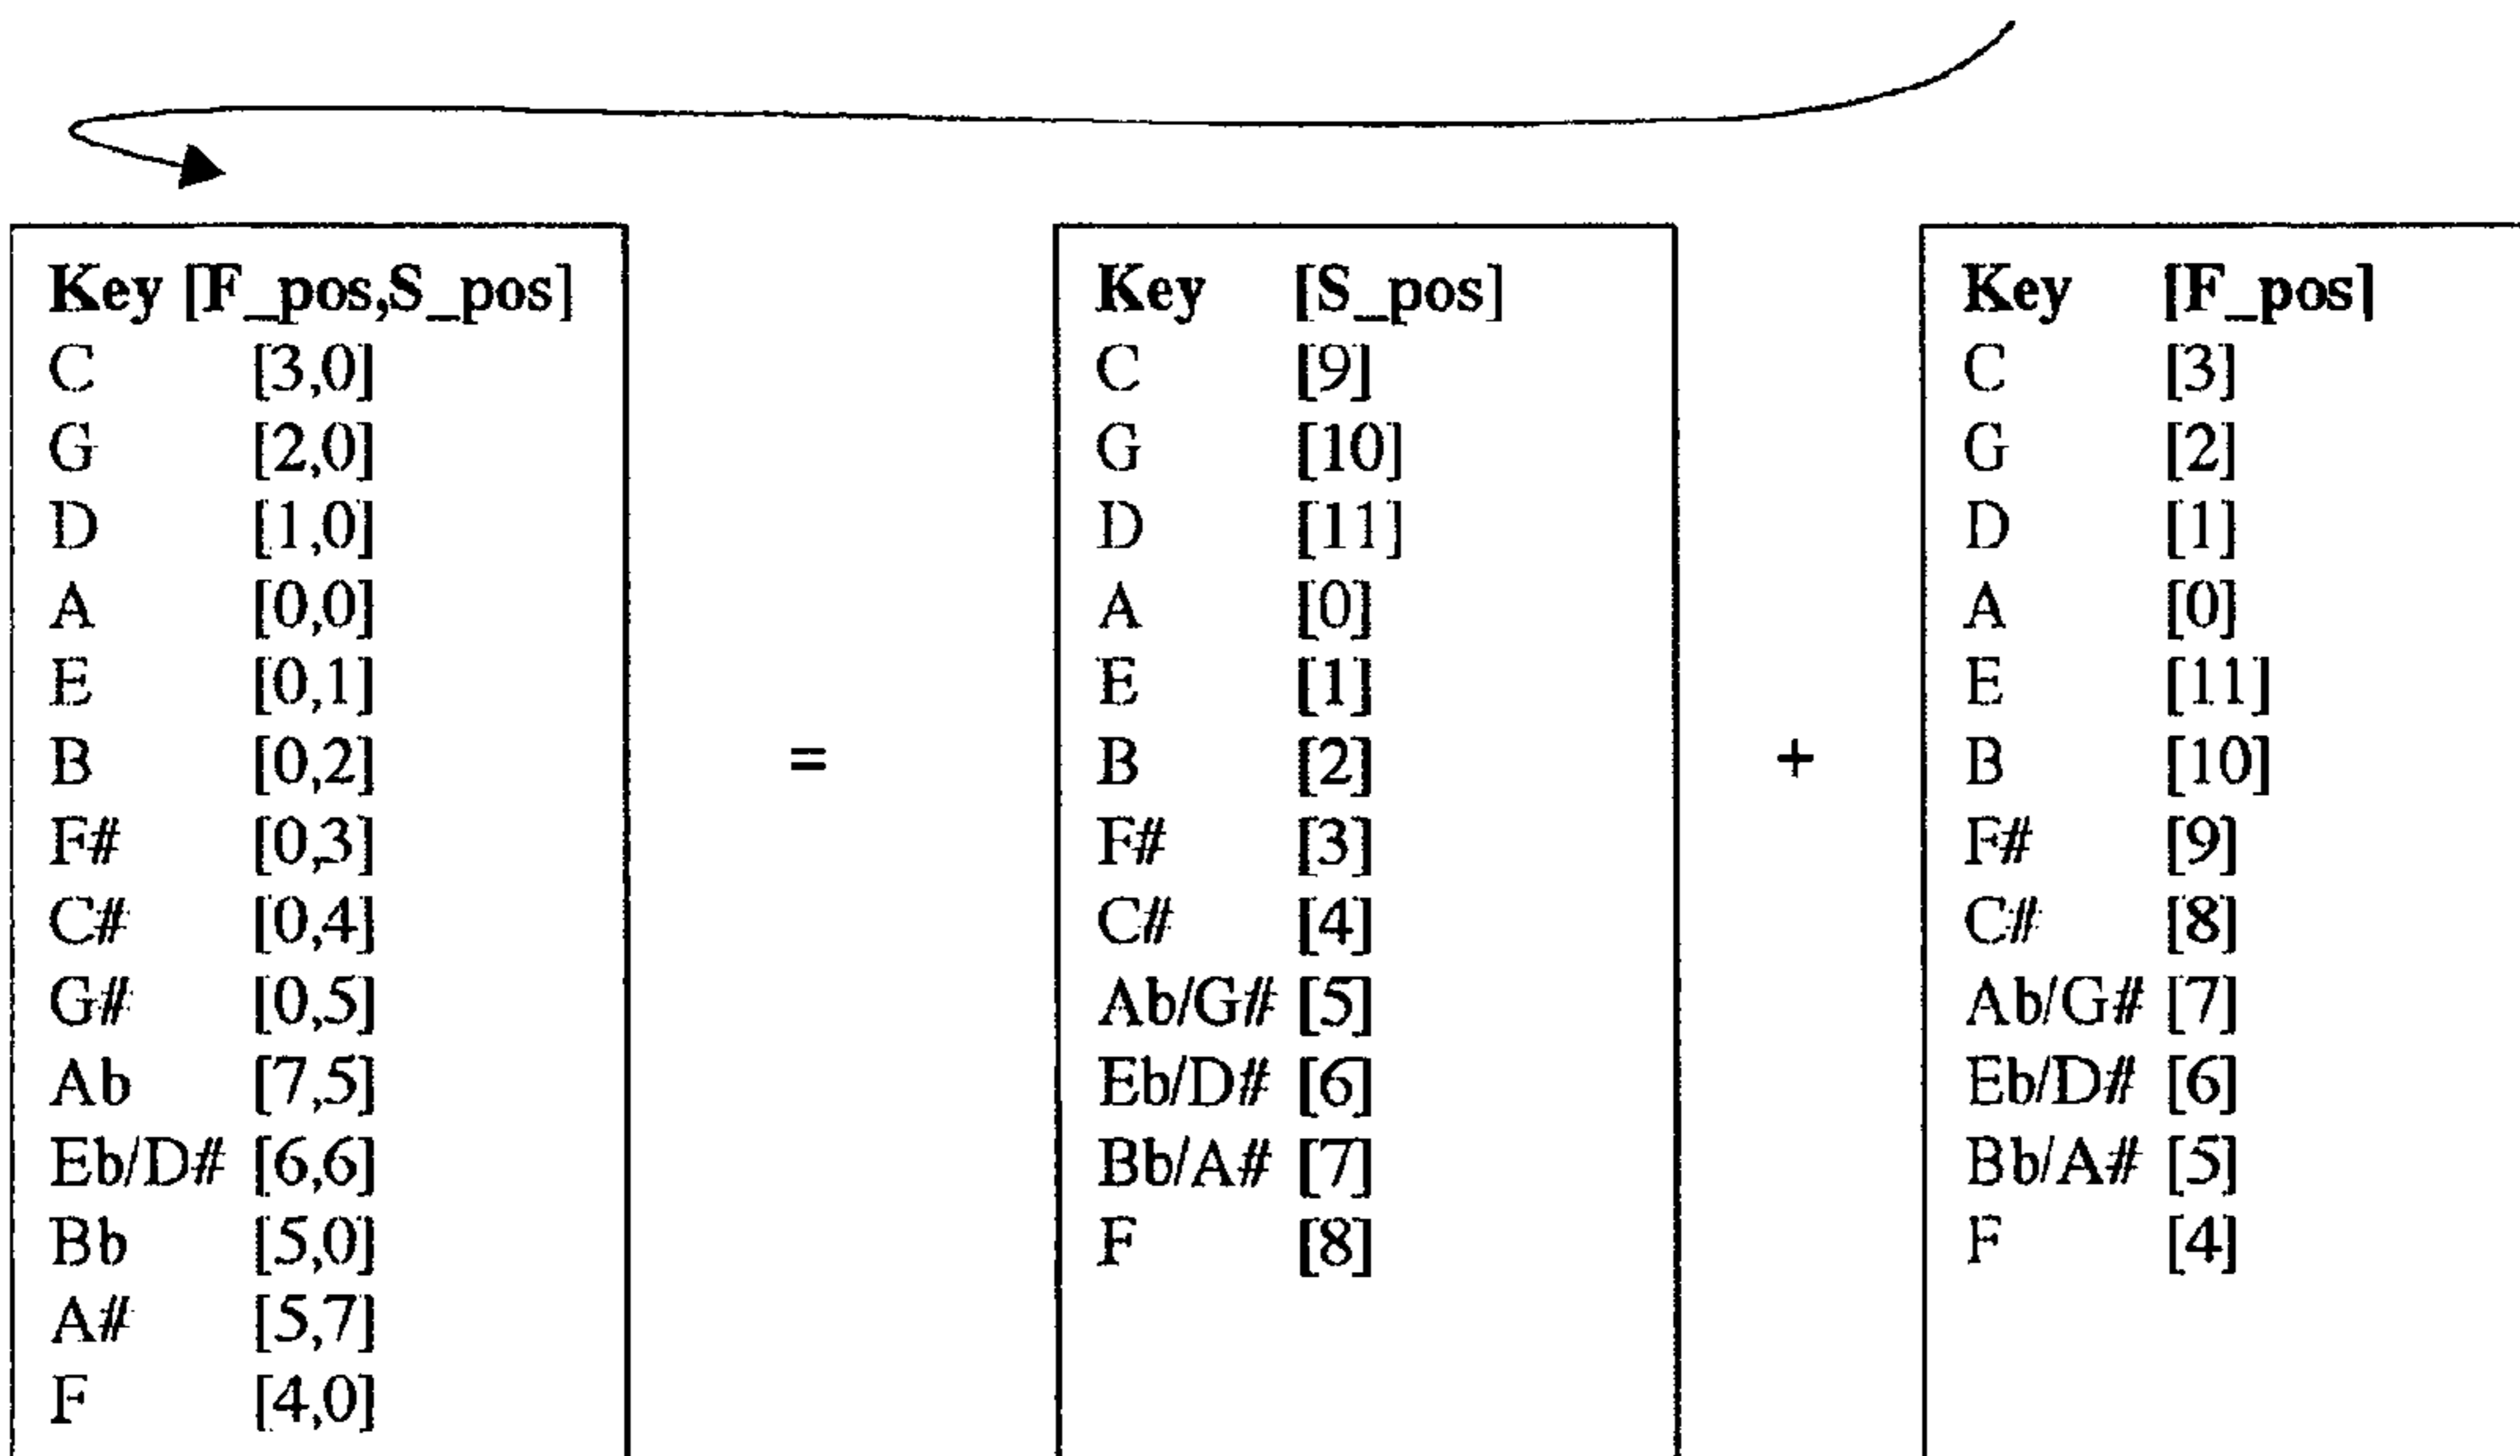 Key [F_pos,S_pos]
C [3,0]
G [2,0]
D [1,0]
A [0,0]
E [0,1]
B [0,2]
F# [0,3]
C# [0,4]
G# [0,5]
Ab [7,5]
Eb/D# [6,6]
Bb [5,0]
A# [5,7]
F [4,0]
=
Key [S_pos]
C [9]
G [10]
D [11]
A [0]
E [1]
B [2]
F# [3]
C# [4]
Ab/G# [5]
Eb/D# [6]
Bb/A# [7]
F [8]
+
Key [F_pos]
C [3]
G [2]
D [1]
A [0]
E [11]
B [10]
F# [9]
C# [8]
Ab/G# [7]
Eb/D# [6]
Bb/A# [5]
F [4]